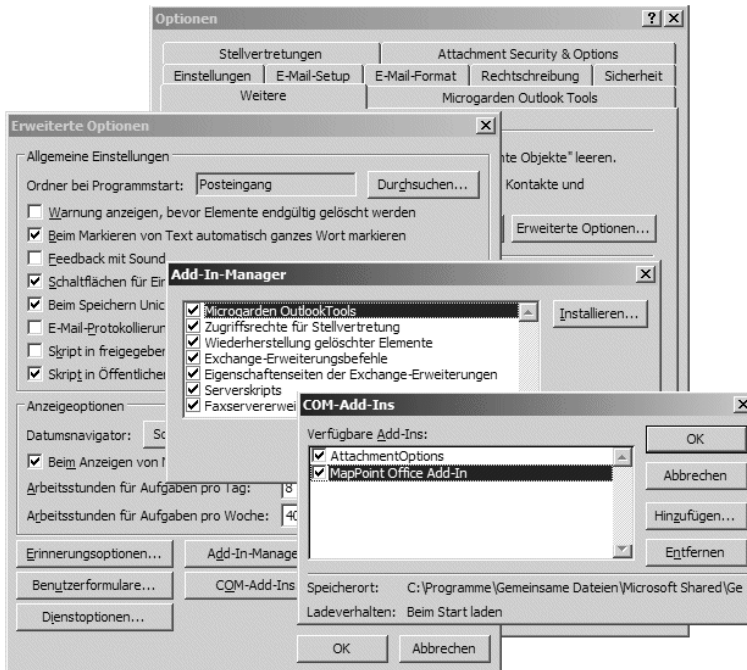 Optionen
Stellvertretungen
Attachment Security & Options
Einstellungen
E-Mail-Setup
E-Mail-Format
Rechtschreibung
Sicherheit
Weitere
Microgarden Outlook Tools
nte Objekte" leeren.
Kontakte und
Erweiterte Optionen...
Erweiterte Optionen
Allgemeine Einstellungen
Ordner bei Programmstart:
Posteingang
Durchsuchen...
Warnung anzeigen, bevor Elemente endgültig gelöscht werden
Beim Markieren von Text automatisch ganzes Wort markieren
Feedback mit Sound
Schaltflächen für Ein
Beim Speichern Unic
E-Mail-Protokollierun
Skript in freigegeber
Skript in Öffentlicher
Anzeigeoptionen
Datumsnavigator:
Sc
Beim Anzeigen von
Arbeitsstunden für Aufgaben pro Tag:
8
Arbeitsstunden für Aufgaben pro Woche:
40
Erinnerungsoptionen...
Add-In-Manage
Benutzerformulare...
COM-Add-Ins
Dienstoptionen...
OK
Abbrechen
Add-In-Manager
Microgarden OutlookTools
Zugriffsrechte für Stellvertretung
Wiederherstellung gelöschter Elemente
Exchange-Erweiterungsbefehle
Eigenschaftenseiten der Exchange-Erweiterungen
Serverskripts
Faxservererwei
Installieren...
COM-Add-Ins
Verfügbare Add-Ins:
AttachmentOptions
MapPoint Office Add-In
OK
Abbrechen
Hinzufügen...
Entfernen
Speicherort:
C:\Programme\Gemeinsame Dateien\Microsoft Shared\Ge
Ladeverhalten:
Beim Start laden